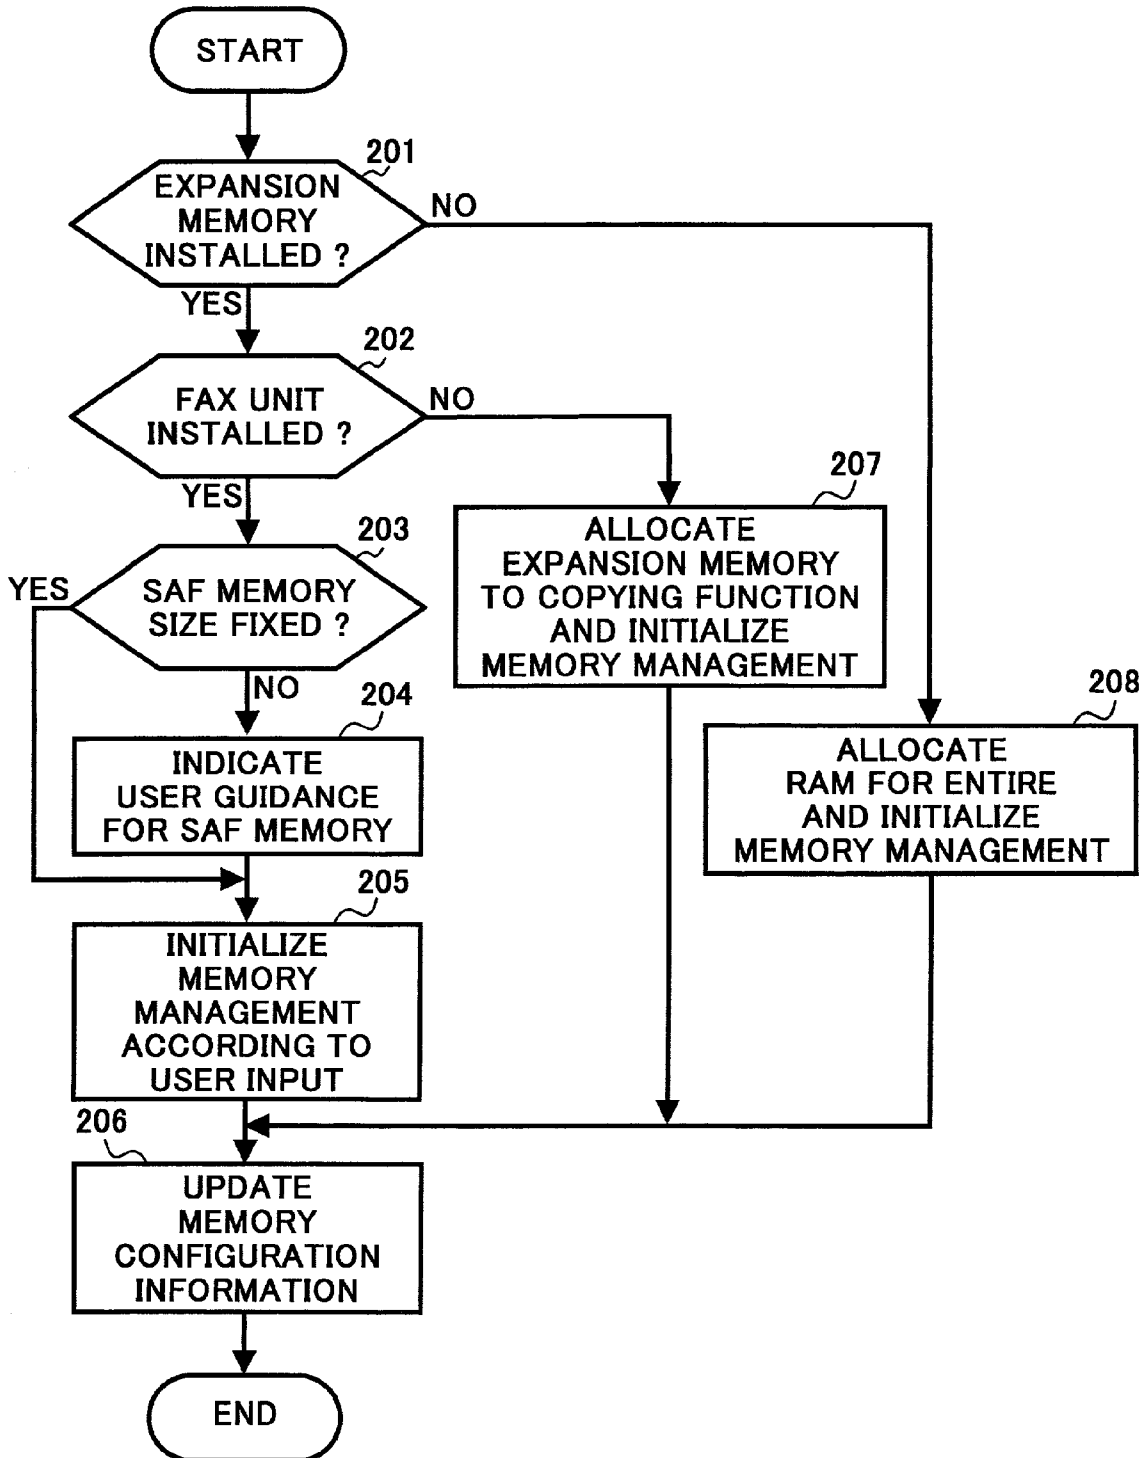 START
201
EXPANSION
MEMORY
INSTALLED ?
NO
YES
202
FAX UNIT
INSTALLED ?
NO
YES
203
SAF MEMORY
SIZE FIXED ?
YES
NO
204
INDICATE
USER GUIDANCE
FOR SAF MEMORY
205
INITIALIZE
MEMORY
MANAGEMENT
ACCORDING TO
USER INPUT
207
ALLOCATE
EXPANSION MEMORY
TO COPYING FUNCTION
AND INITIALIZE
MEMORY MANAGEMENT
208
ALLOCATE
RAM FOR ENTIRE
AND INITIALIZE
MEMORY MANAGEMENT
206
UPDATE
MEMORY
CONFIGURATION
INFORMATION
END